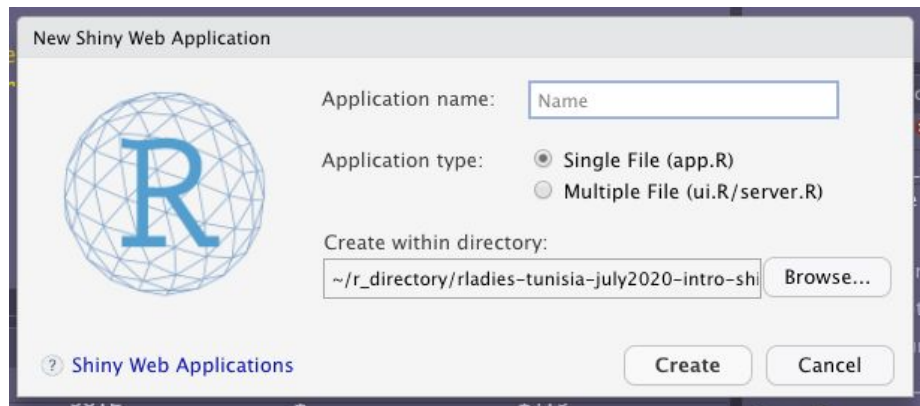 New Shiny Web Application
R
Application name:
Name
Application type:
Single File (app.R)
Multiple File (ui.R/server.R)
Create within directory:
~/r_directory/rladies-tunisia-july2020-intro-shi
Browse...
? Shiny Web Applications
Create
Cancel